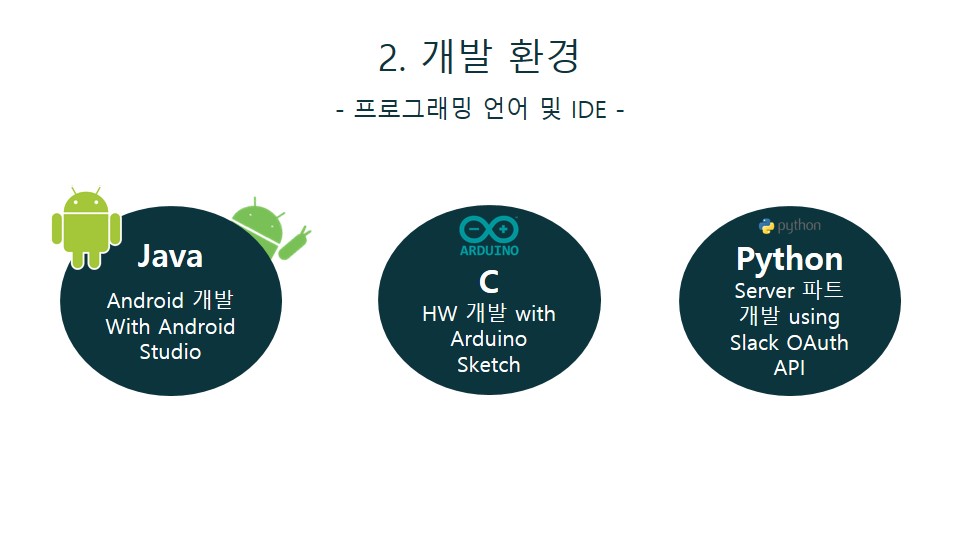 2. 개발 환경
- 프로그래밍 언어 및 IDE -
Java
Android 개발
With Android
Studio
ARDUINO
C
HW 개발 with
Arduino
Sketch
python
Python
Server 파트
개발 using
Slack OAuth
API